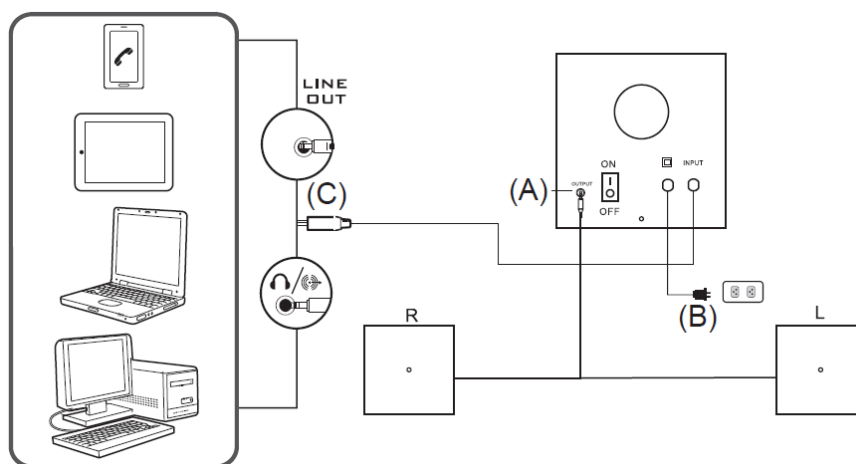 LINE
OUT
(C)
(A)
OUTPUT
ON
OFF
INPUT
(B)
R
L